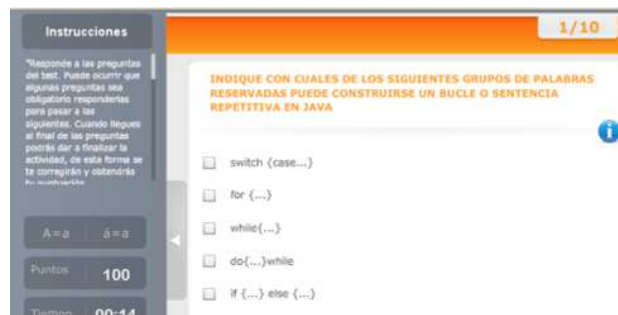 Instrucciones
"Responde a las preguntas
del test. Puede ocurrir que
algunas preguntas sea
obligatorio responderlas
para pasar a las
siguientes. Cuando llegues
al final de las preguntas
podrás dar a finalizar la
actividad, de esta forma se
te corregirán y obtendrás
tu puntuación
A=a á=a
Puntos 100
Tiempo 00:14
1/10
INDIQUE CON CUALES DE LOS SIGUIENTES GRUPOS DE PALABRAS
RESERVADAS PUEDE CONSTRUIRSE UN BUCLE O SENTENCIA
REPETITIVA EN JAVA
i
switch {case...}
for {...}
while{...}
do{...}while
if {...} else {...}